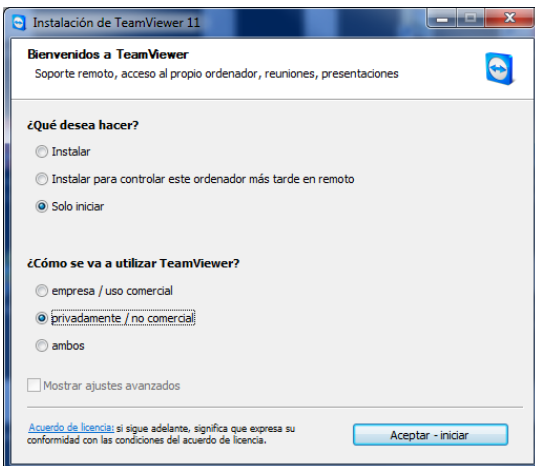 Instalación de TeamViewer 11
Bienvenidos a TeamViewer
Soporte remoto, acceso al propio ordenador, reuniones, presentaciones
¿Qué desea hacer?
Instalar
Instalar para controlar este ordenador más tarde en remoto
Solo iniciar
¿Cómo se va a utilizar TeamViewer?
empresa / uso comercial
privadamente / no comercial
ambos
Mostrar ajustes avanzados
Acuerdo de licencia: si sigue adelante, significa que expresa su
conformidad con las condiciones del acuerdo de licencia.
Aceptar - iniciar